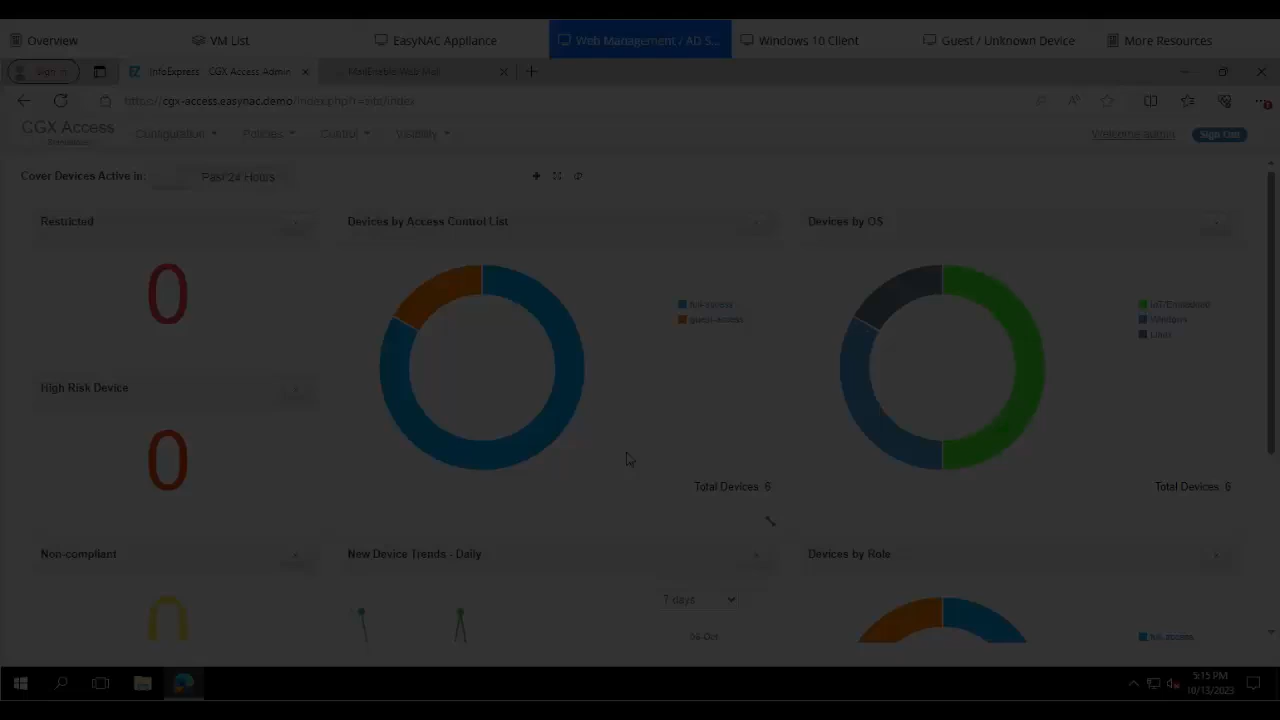 Overview
VM List
EasyNAC Appliance
Web Management / AD S...
Windows 10 Client
Guest / Unknown Device
More Resources
Sign in
InfoExpress CGX Access Admin
MailEnable Web Mail
cgx-access.easynac.demo/index.php?r=site/index
CGX Access
Configuration
Policies
Control
Visibility
Welcome admin
Sign Out
Cover Devices Active in:
Past 24 Hours
Restricted
Devices by Access Control List
Devices by OS
0
full-access
guest-access
IoT/Embedded
Windows
Linux
High Risk Device
0
Total Devices 6
Total Devices 6
Non-compliant
New Device Trends - Daily
Devices by Role
0
7 days
full-access
5:15 PM
10/13/2023